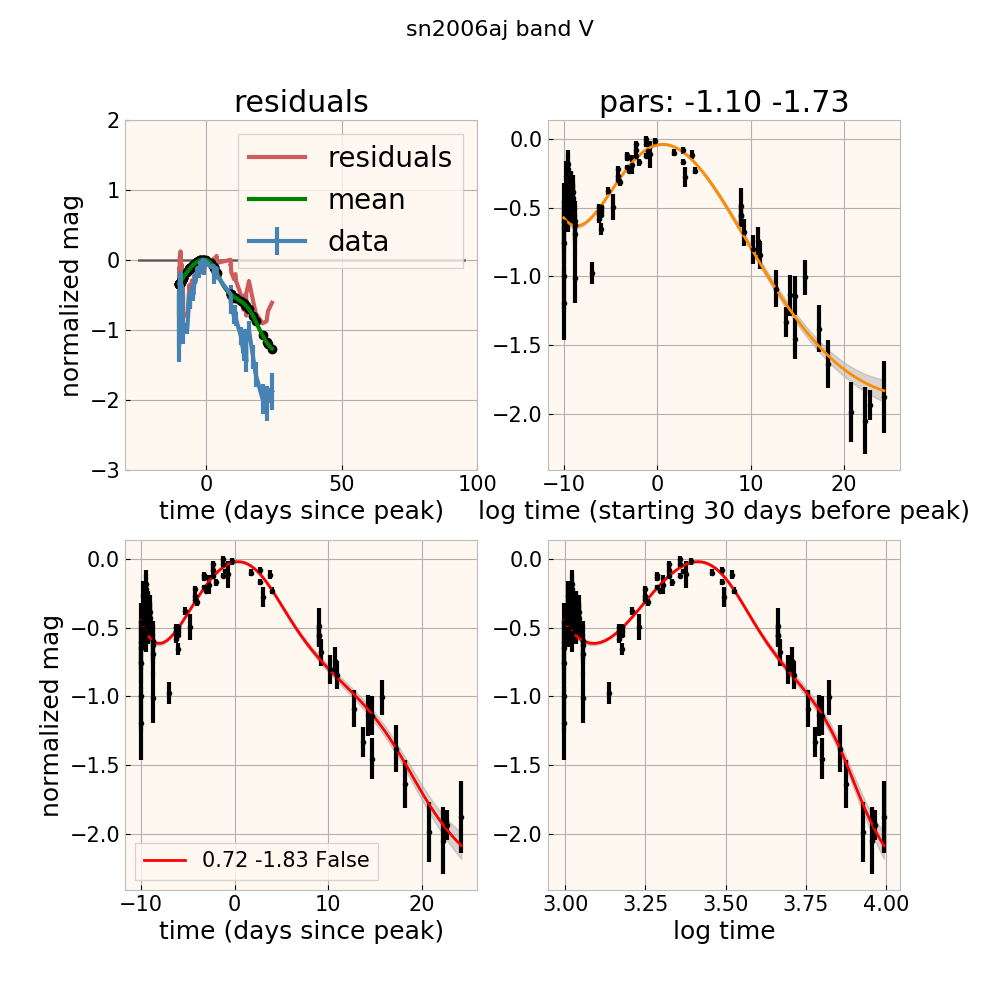 sn2006aj band V
residuals
2
1
0
−1
−2
−3
normalized mag
residuals
mean
data
0
50
100
time (days since peak)
pars: -1.10 -1.73
0.0
−0.5
−1.0
−1.5
−2.0
−10
0
10
20
log time (starting 30 days before peak)
0.0
−0.5
−1.0
−1.5
−2.0
normalized mag
0.72 -1.83 False
−10
0
10
20
time (days since peak)
0.0
−0.5
−1.0
−1.5
−2.0
3.00
3.25
3.50
3.75
4.00
log time